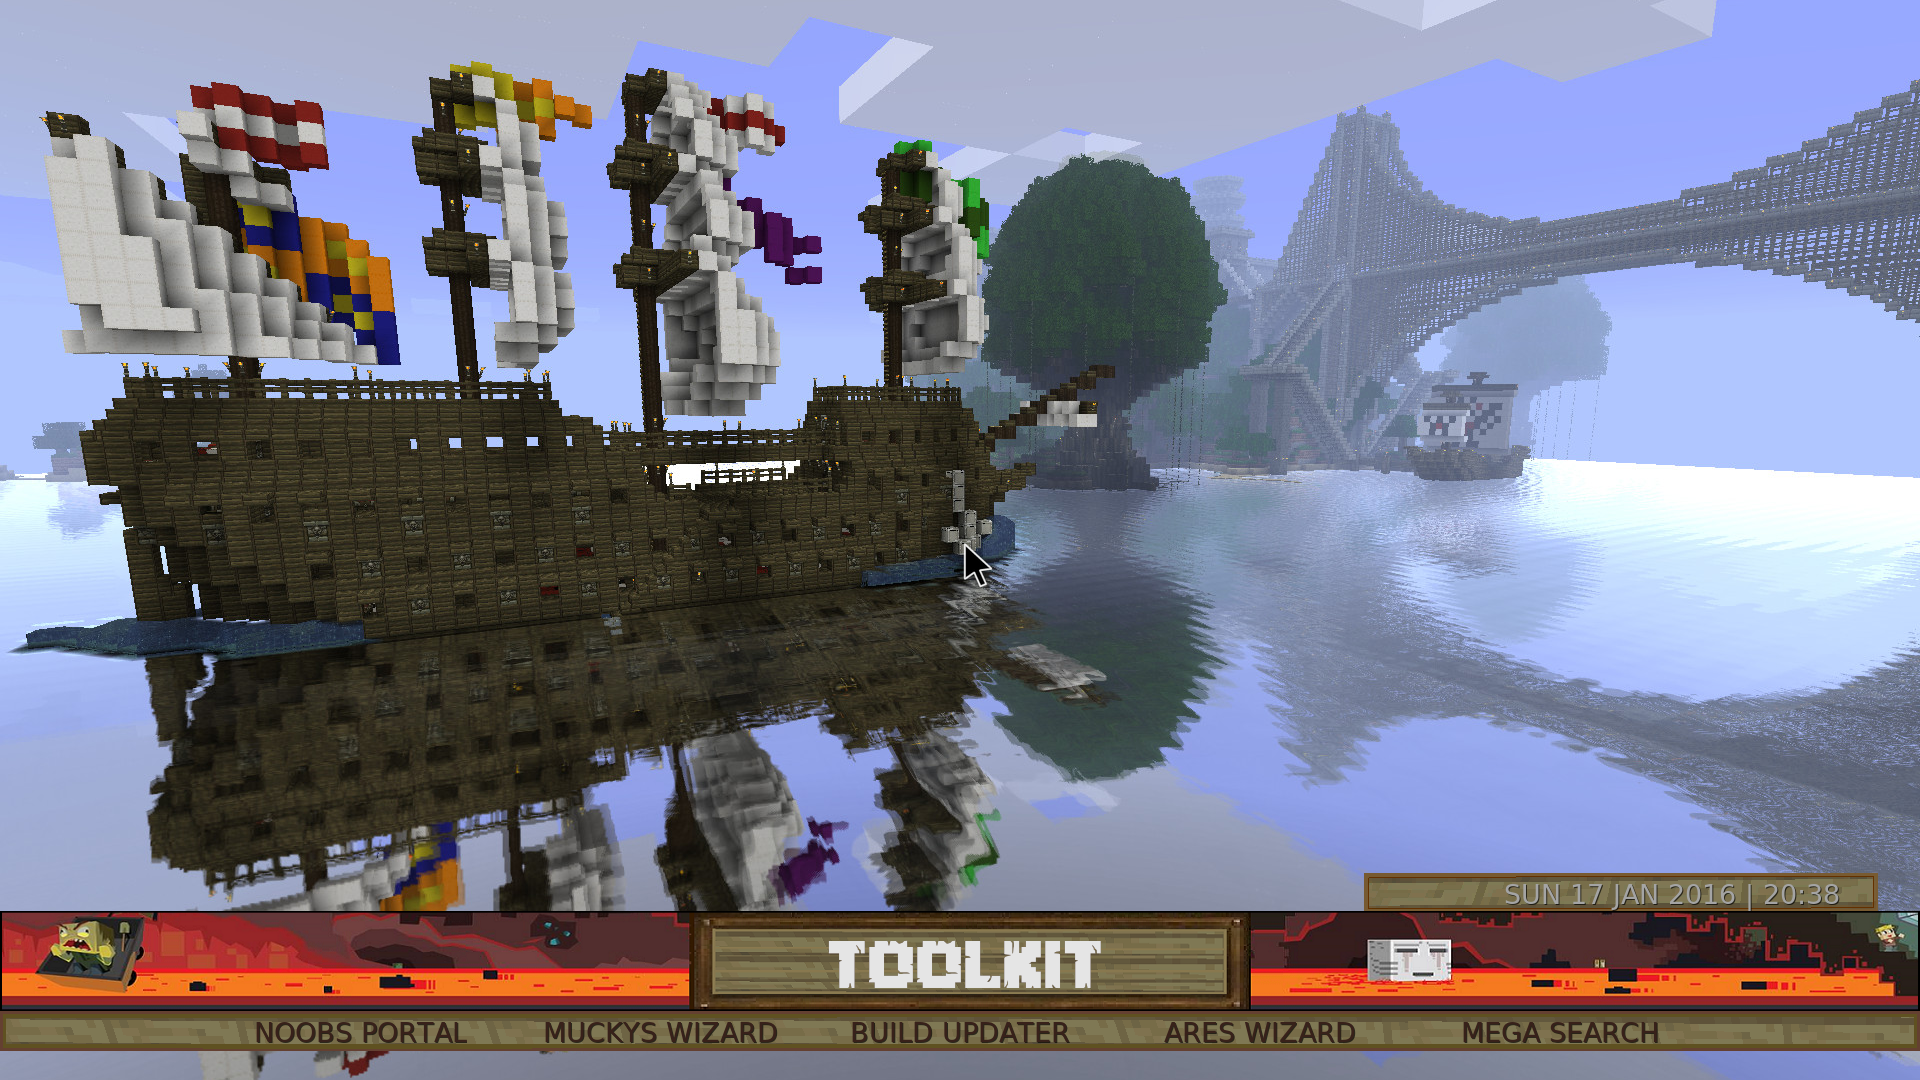 SUN 17 JAN 2016 | 20:38
TOOLKIT
NOOBS PORTAL MUCKYS WIZARD BUILD UPDATER ARES WIZARD MEGA SEARCH